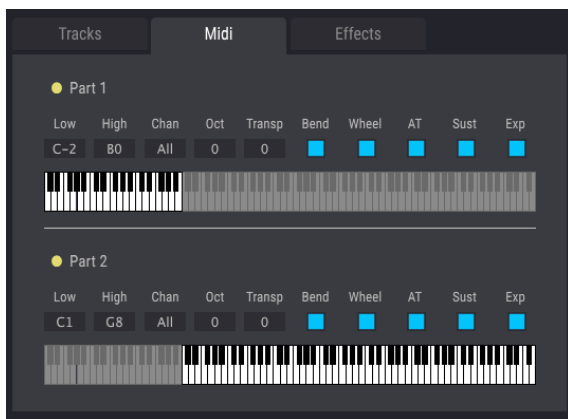 Tracks Midi Effects
Part 1
Low High Chan Oct Transp Bend Wheel AT Sust Exp
C-2 B0 All 0 0
Part 2
Low High Chan Oct Transp Bend Wheel AT Sust Exp
C1 G8 All 0 0